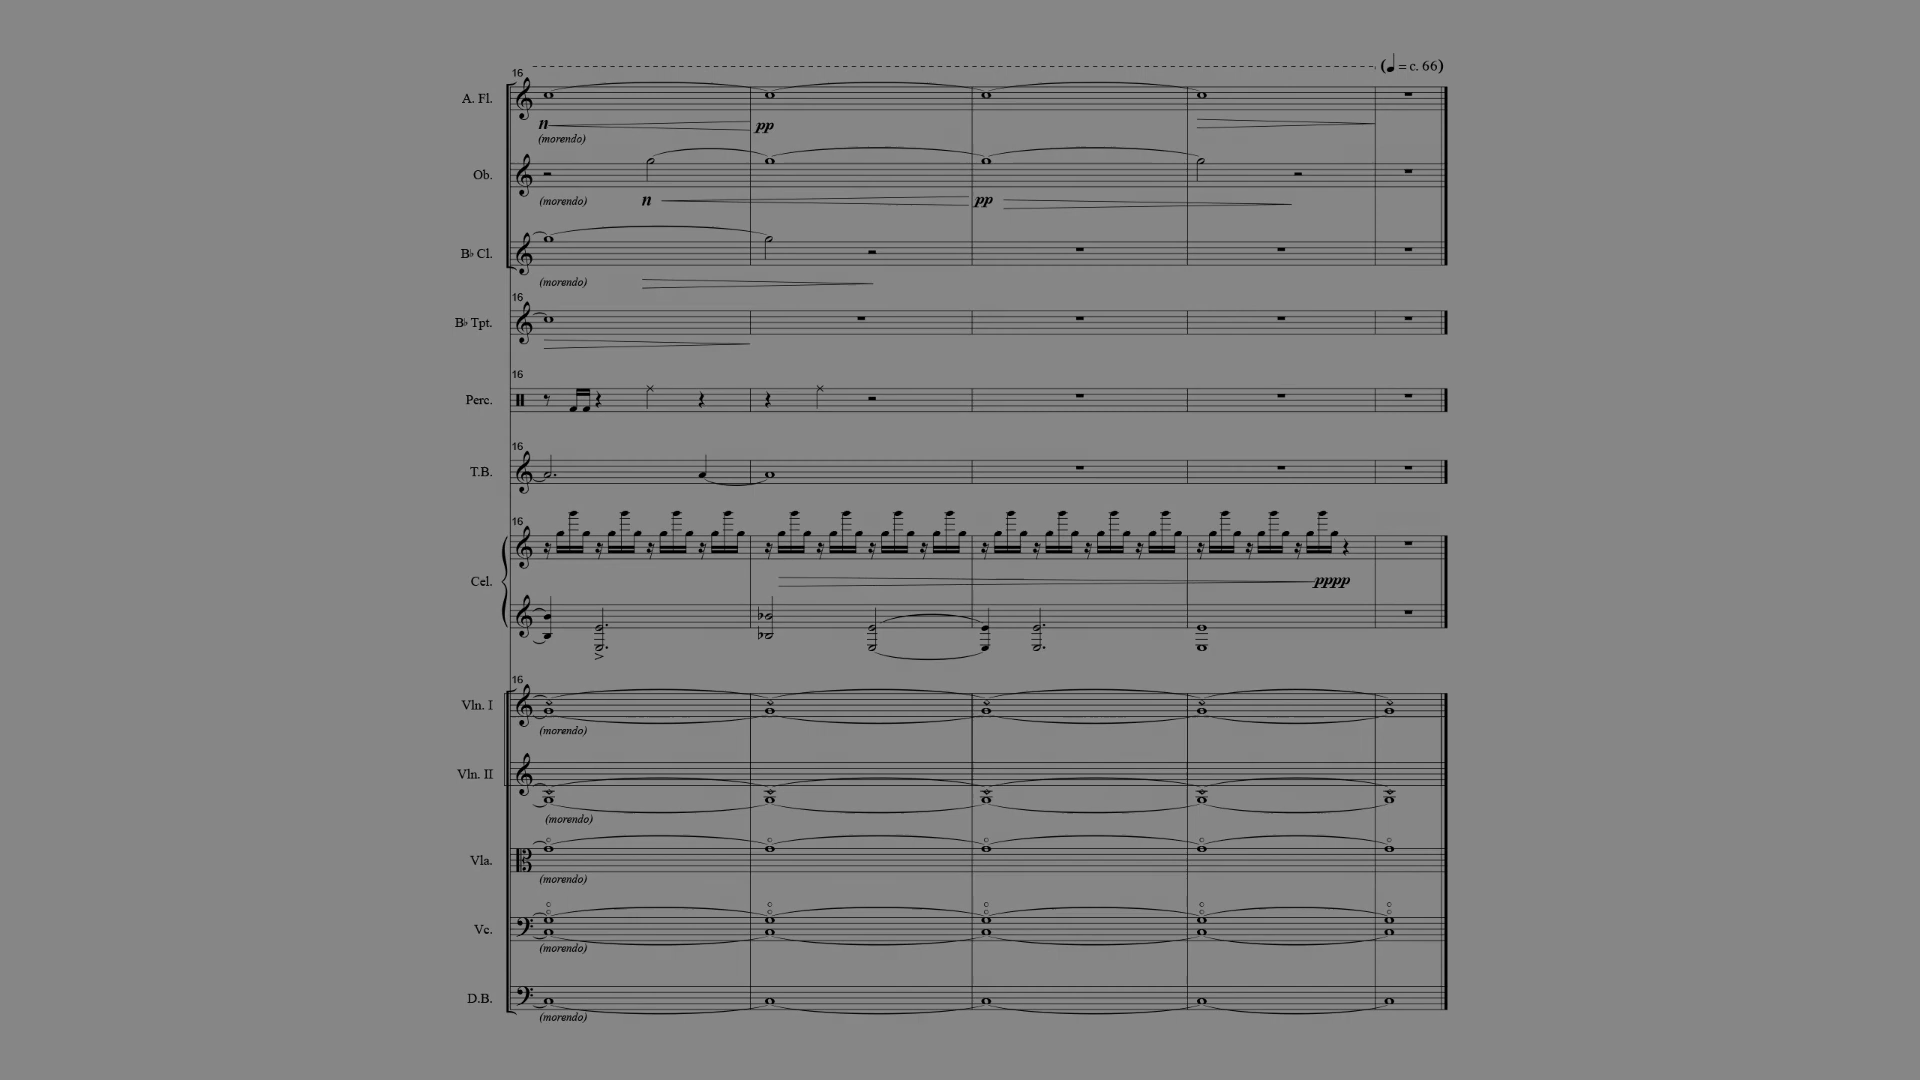 (♩ = c. 66)
16
A. Fl.
n pp
(morendo)
Ob.
(morendo) n pp
B♭ Cl.
(morendo)
16
B♭ Tpt.
16
Perc.
16
T.B.
16
Cel.
pppp
16
Vln. I
(morendo)
Vln. II
(morendo)
Vla.
(morendo)
Vc.
(morendo)
D.B.
(morendo)